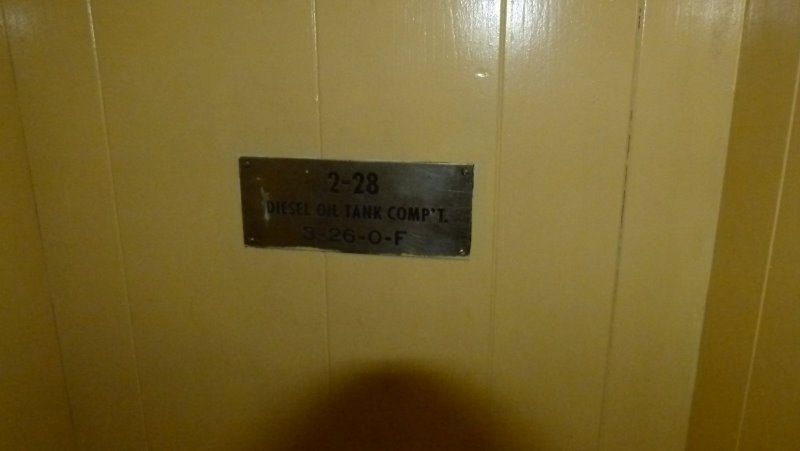 2-28
DIESEL OIL TANK COMP'T.
3-26-0-F